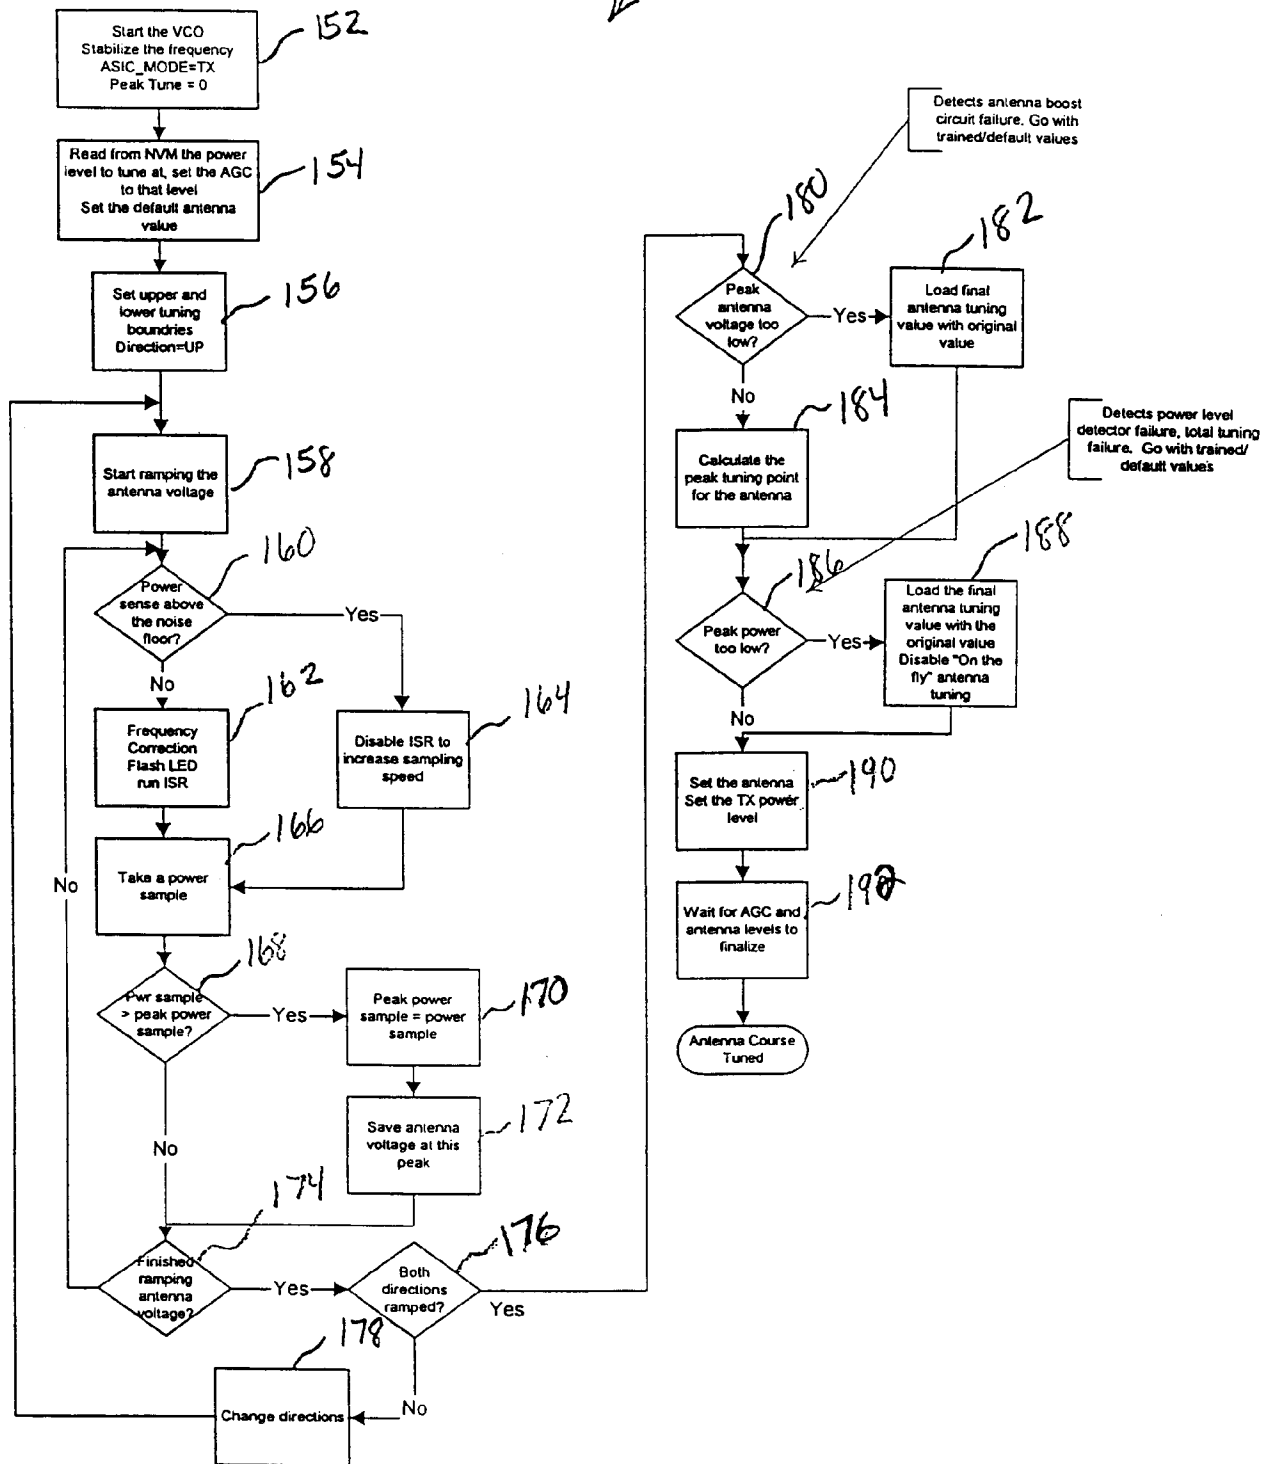 Start the VCO
Stabilize the frequency
ASIC_MODE=TX
Peak Tune = 0
152
Read from NVM the power
level to tune at, set the AGC
to that level
Set the default antenna
value
154
Set upper and
lower tuning
boundries
Direction=UP
156
Start ramping the
antenna voltage
158
Power
sense above
the noise
floor?
160
Yes
No
Frequency
Correction
Flash LED
run ISR
162
Disable ISR to
increase sampling
speed
164
Take a power
sample
166
No
Pwr sample
> peak power
sample?
168
Yes
No
Peak power
sample = power
sample
170
Save antenna
voltage at this
peak
172
Finished
ramping
antenna
voltage?
174
Yes
Both
directions
ramped?
176
Yes
No
Change directions
178
Detects antenna boost
circuit failure. Go with
trained/default values
Peak
antenna
voltage too
low?
180
Yes
No
Load final
antenna tuning
value with original
value
182
Calculate the
peak tuning point
for the antenna
184
Detects power level
detector failure, total tuning
failure. Go with trained/
default values
Peak power
too low?
186
Yes
No
Load the final
antenna tuning
value with the
original value
Disable "On the
fly" antenna
tuning
188
Set the antenna
Set the TX power
level
190
Wait for AGC and
antenna levels to
finalize
192
Antenna Course
Tuned